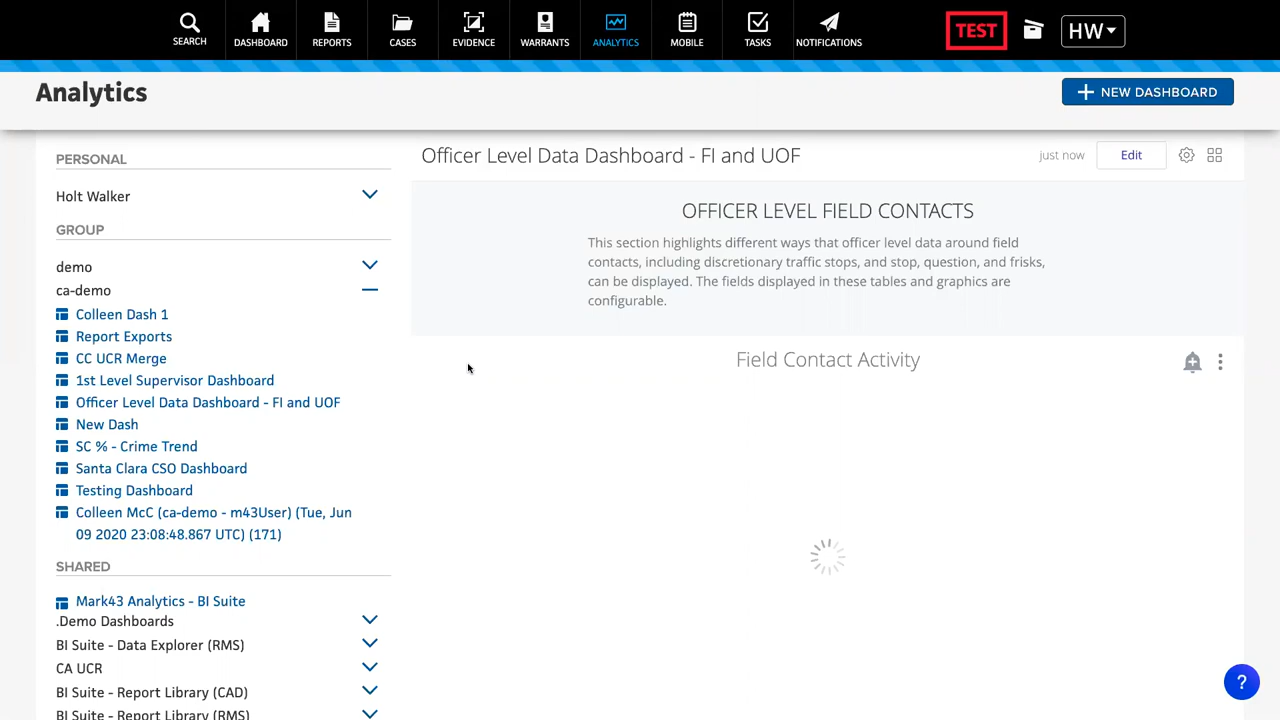 SEARCH
DASHBOARD
REPORTS
CASES
EVIDENCE
WARRANTS
ANALYTICS
MOBILE
TASKS
NOTIFICATIONS
TEST
HW
Analytics
NEW DASHBOARD
PERSONAL
Holt Walker
GROUP
demo
ca-demo
Colleen Dash 1
Report Exports
CC UCR Merge
1st Level Supervisor Dashboard
Officer Level Data Dashboard - FI and UOF
New Dash
SC % - Crime Trend
Santa Clara CSO Dashboard
Testing Dashboard
Colleen McC (ca-demo - m43User) (Tue, Jun
09 2020 23:08:48.867 UTC) (171)
SHARED
Mark43 Analytics - BI Suite
.Demo Dashboards
BI Suite - Data Explorer (RMS)
CA UCR
BI Suite - Report Library (CAD)
BI Suite - Report Library (RMS)
Officer Level Data Dashboard - FI and UOF
just now
Edit
OFFICER LEVEL FIELD CONTACTS
This section highlights different ways that officer level data around field
contacts, including discretionary traffic stops, and stop, question, and frisks,
can be displayed. The fields displayed in these tables and graphics are
configurable.
Field Contact Activity
?